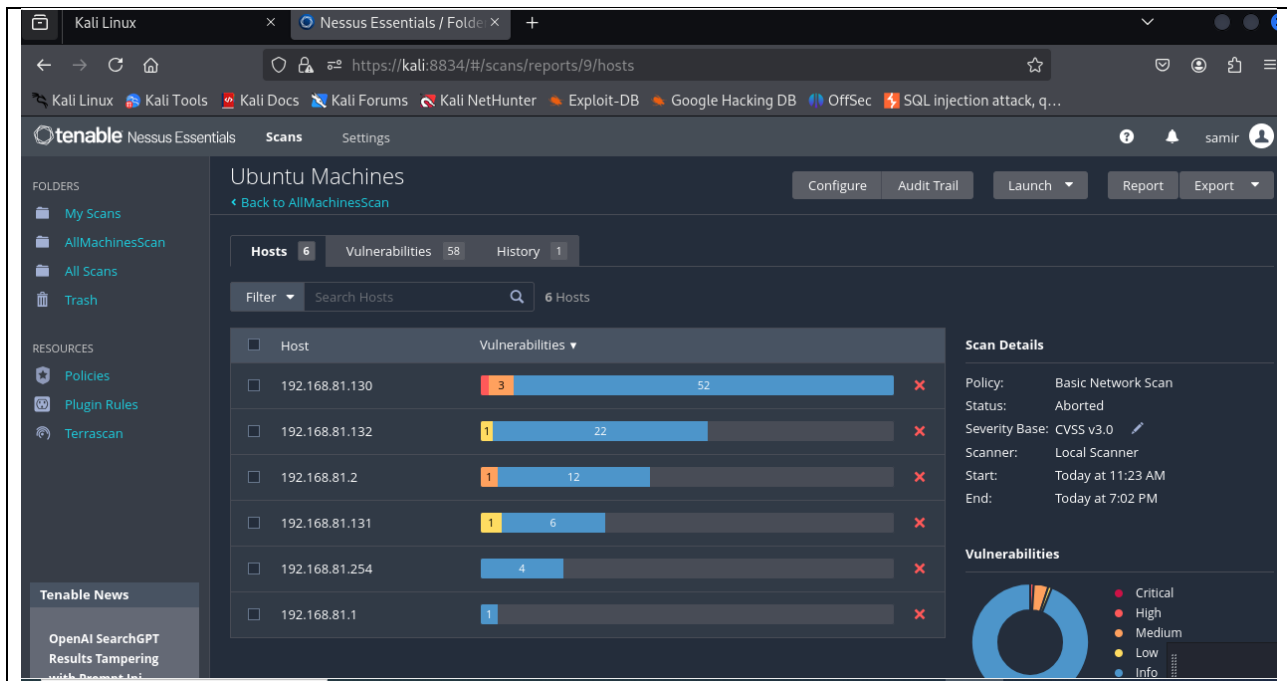 Kali Linux
Nessus Essentials / Folde
https://kali:8834/#/scans/reports/9/hosts
Kali Linux Kali Tools Kali Docs Kali Forums Kali NetHunter Exploit-DB Google Hacking DB OffSec SQL injection attack, q…
tenable Nessus Essentials Scans Settings samir
FOLDERS
My Scans
AllMachinesScan
All Scans
Trash
RESOURCES
Policies
Plugin Rules
Terrascan
Tenable News
OpenAI SearchGPT
Results Tampering
with Prompt Inj
Ubuntu Machines
Back to AllMachinesScan
Configure Audit Trail Launch Report Export
Hosts 6 Vulnerabilities 58 History 1
Filter Search Hosts 6 Hosts
Host Vulnerabilities
192.168.81.130 3 52
192.168.81.132 1 22
192.168.81.2 1 12
192.168.81.131 1 6
192.168.81.254 4
192.168.81.1 1
Scan Details
Policy: Basic Network Scan
Status: Aborted
Severity Base: CVSS v3.0
Scanner: Local Scanner
Start: Today at 11:23 AM
End: Today at 7:02 PM
Vulnerabilities
Critical
High
Medium
Low
Info